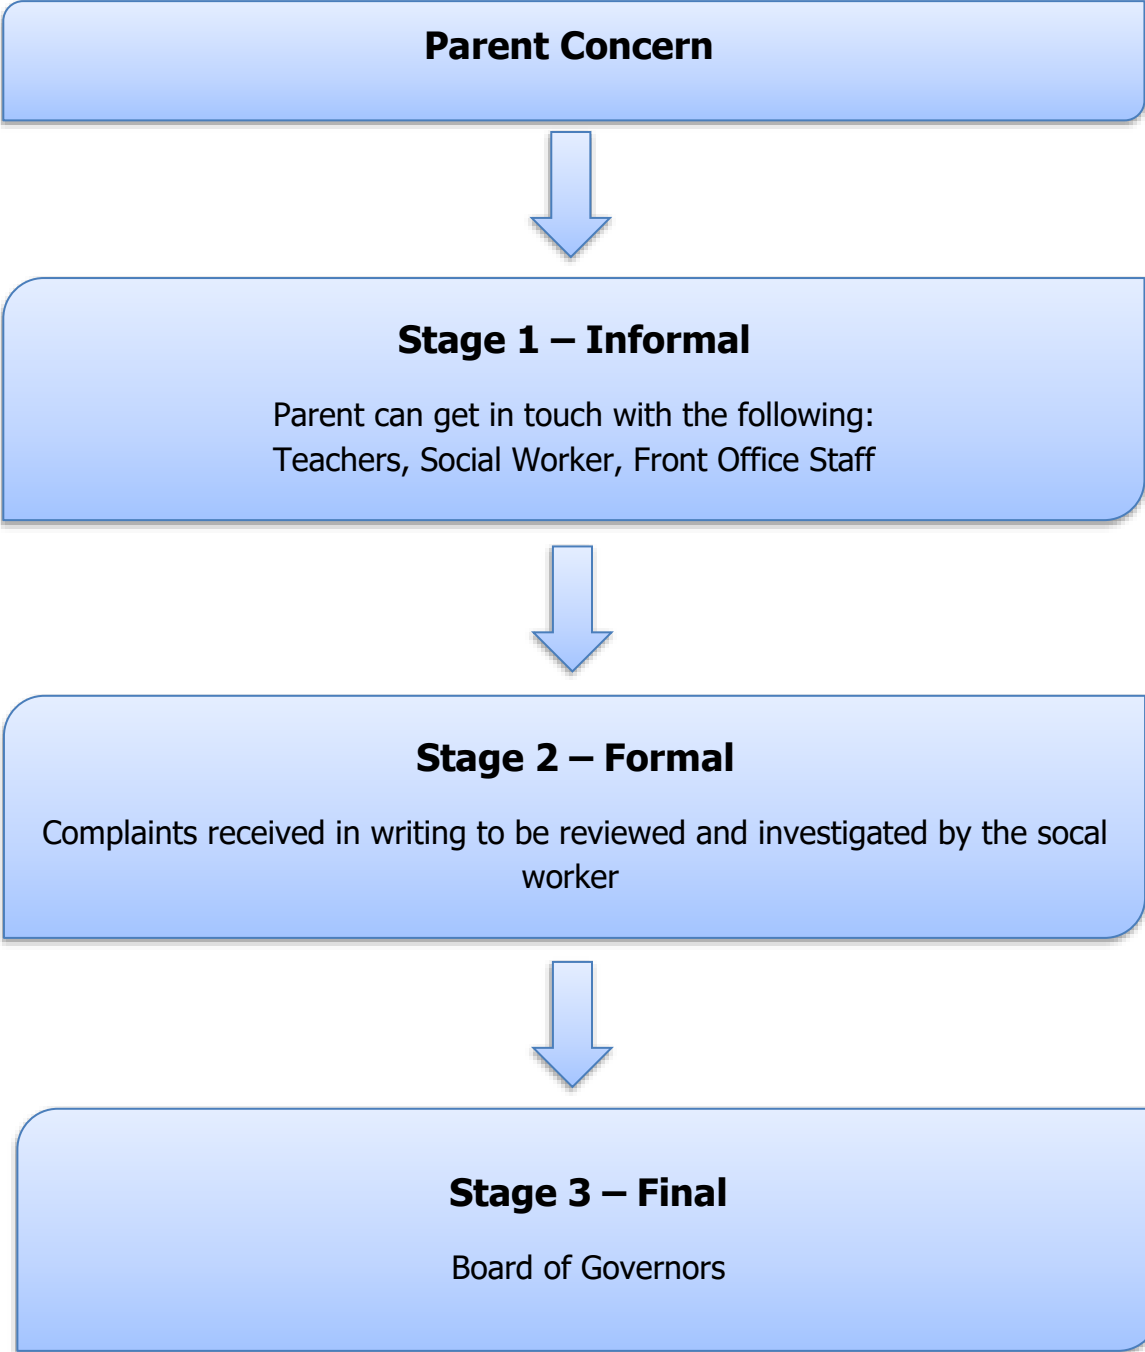 Parent Concern
Stage 1 – Informal
Parent can get in touch with the following:
Teachers, Social Worker, Front Office Staff
Stage 2 – Formal
Complaints received in writing to be reviewed and investigated by the socal
worker
Stage 3 – Final
Board of Governors